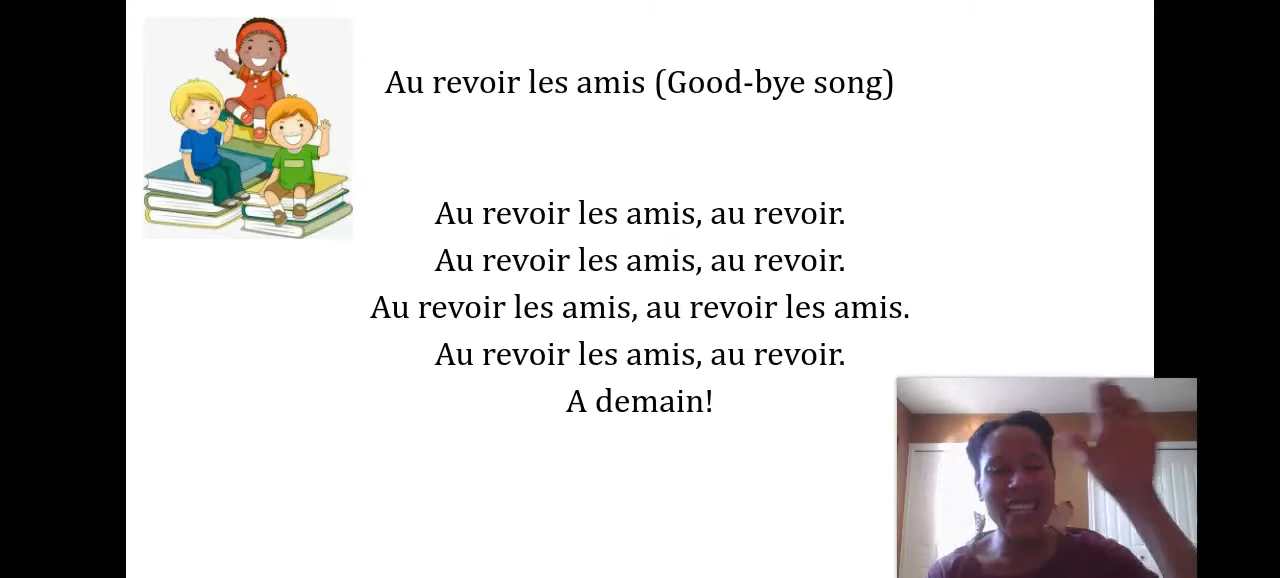 Au revoir les amis (Good-bye song)
Au revoir les amis, au revoir.
Au revoir les amis, au revoir.
Au revoir les amis, au revoir les amis.
Au revoir les amis, au revoir.
A demain!